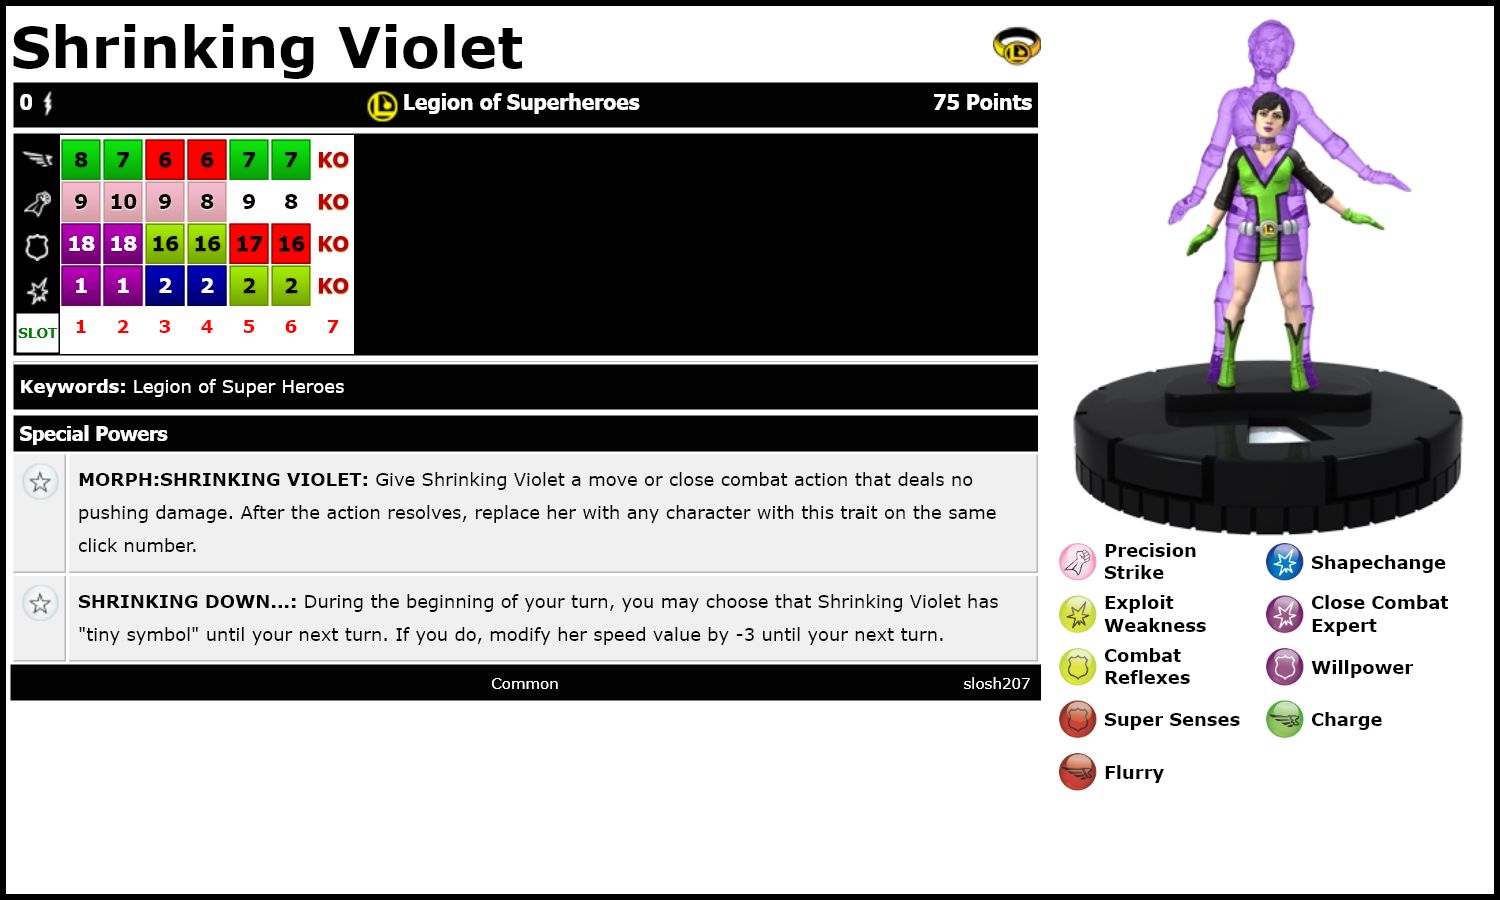 Shrinking Violet
0 Legion of Superheroes 75 Points
8 7 6 6 7 7 KO
9 10 9 8 9 8 KO
18 18 16 16 17 16 KO
1 1 2 2 2 2 KO
SLOT 1 2 3 4 5 6 7
Keywords: Legion of Super Heroes
Special Powers
MORPH:SHRINKING VIOLET: Give Shrinking Violet a move or close combat action that deals no
pushing damage. After the action resolves, replace her with any character with this trait on the same
click number.
SHRINKING DOWN...: During the beginning of your turn, you may choose that Shrinking Violet has
"tiny symbol" until your next turn. If you do, modify her speed value by -3 until your next turn.
Common slosh207
Precision
Strike
Shapechange
Exploit
Weakness
Close Combat
Expert
Combat
Reflexes
Willpower
Super Senses
Charge
Flurry